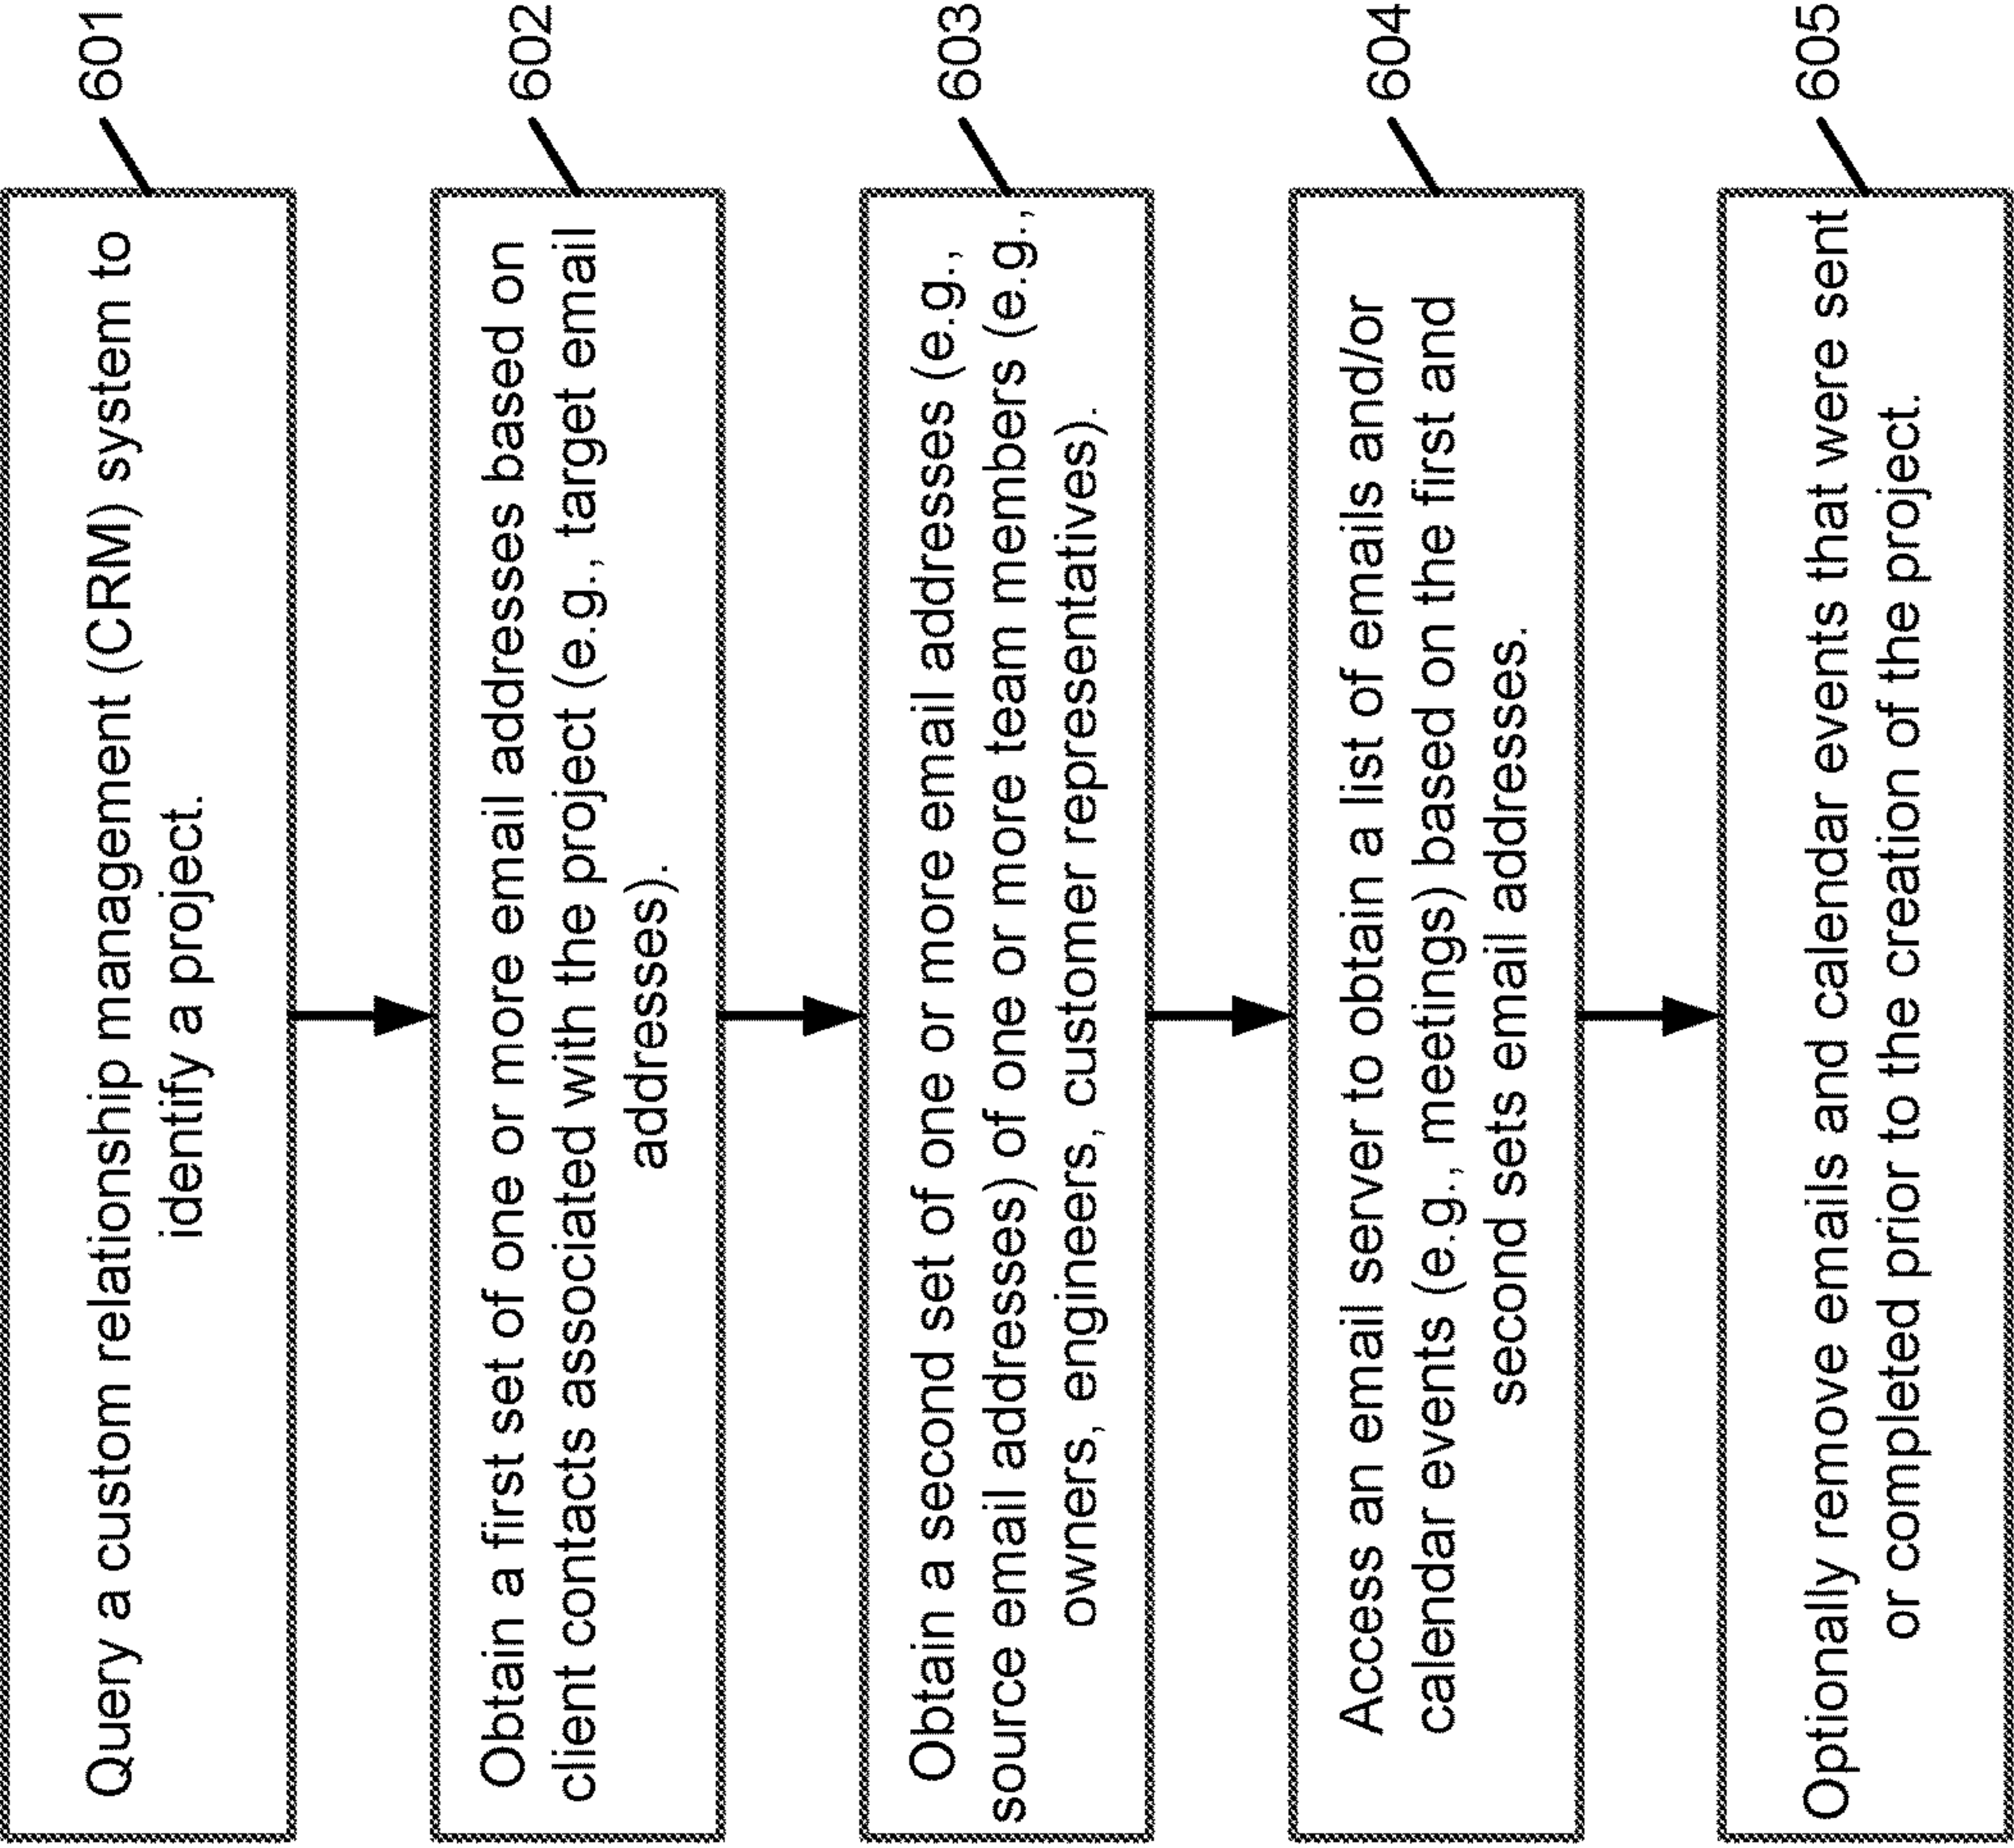 601
Query a custom relationship management (CRM) system to
identify a project.
602
Obtain a first set of one or more email addresses based on
client contacts associated with the project (e.g., target email
addresses).
603
Obtain a second set of one or more email addresses (e.g.,
source email addresses) of one or more team members (e.g.,
owners, engineers, customer representatives).
604
Access an email server to obtain a list of emails and/or
calendar events (e.g., meetings) based on the first and
second sets email addresses.
605
Optionally remove emails and calendar events that were sent
or completed prior to the creation of the project.